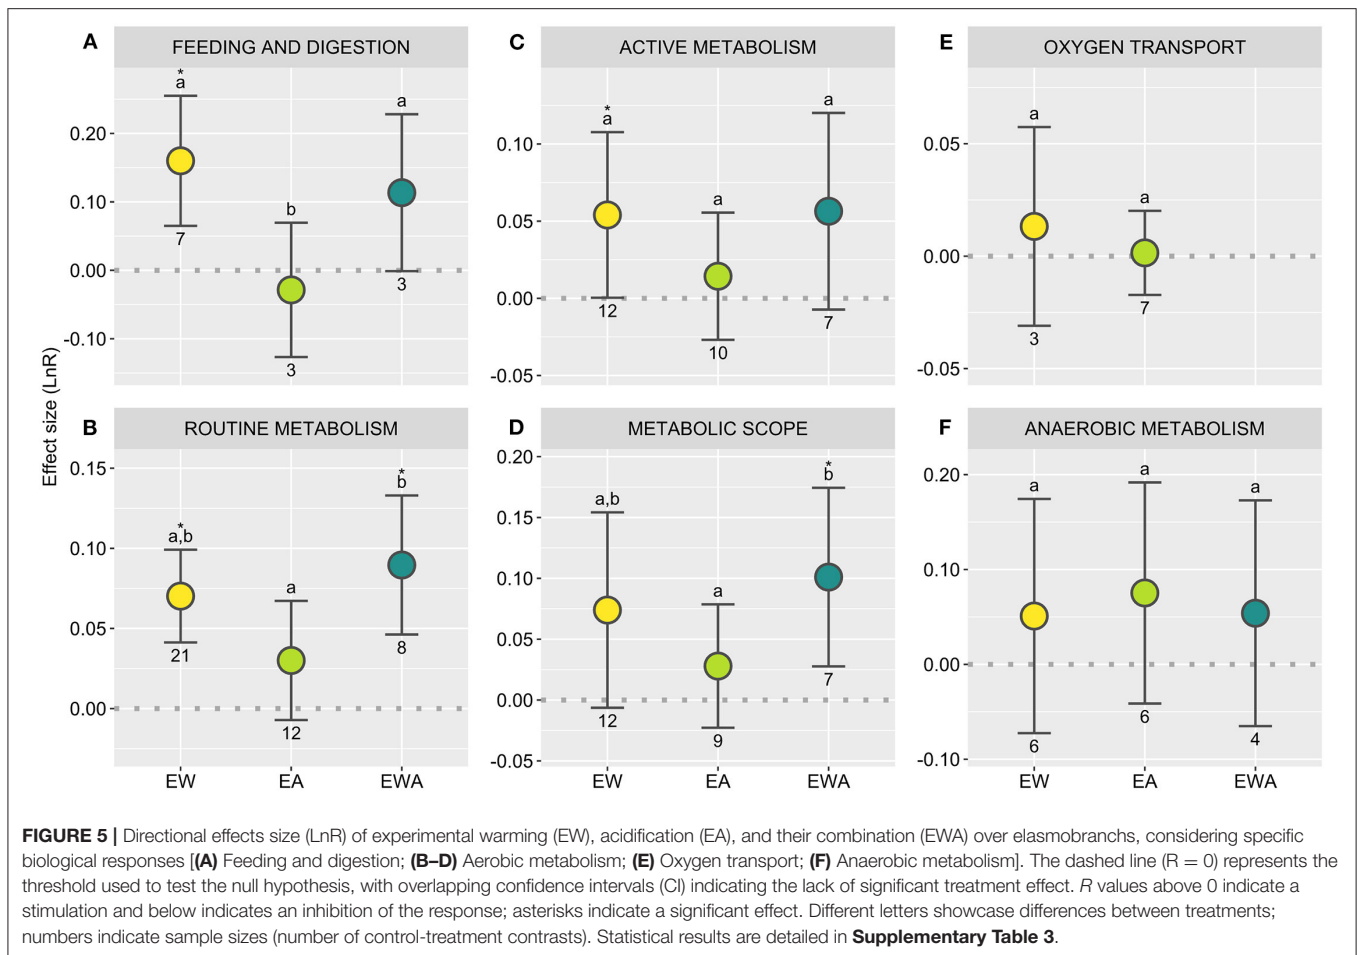 A FEEDING AND DIGESTION
*
a
a
b
0.20
0.10
0.00
-0.10
7
3
3
C ACTIVE METABOLISM
*
a
a
a
0.10
0.05
0.00
-0.05
12
10
7
E OXYGEN TRANSPORT
a
a
0.05
0.00
-0.05
3
7
Effect size (LnR)
B ROUTINE METABOLISM
*
a,b
a
*
b
0.15
0.10
0.05
0.00
21
12
8
EW EA EWA
D METABOLIC SCOPE
a,b
a
*
b
0.20
0.15
0.10
0.05
0.00
-0.05
12
9
7
EW EA EWA
F ANAEROBIC METABOLISM
a
a
a
0.20
0.10
0.00
-0.10
6
6
4
EW EA EWA
FIGURE 5 | Directional effects size (LnR) of experimental warming (EW), acidification (EA), and their combination (EWA) over elasmobranchs, considering specific
biological responses [(A) Feeding and digestion; (B–D) Aerobic metabolism; (E) Oxygen transport; (F) Anaerobic metabolism]. The dashed line (R = 0) represents the
threshold used to test the null hypothesis, with overlapping confidence intervals (CI) indicating the lack of significant treatment effect. R values above 0 indicate a
stimulation and below indicates an inhibition of the response; asterisks indicate a significant effect. Different letters showcase differences between treatments;
numbers indicate sample sizes (number of control-treatment contrasts). Statistical results are detailed in Supplementary Table 3.